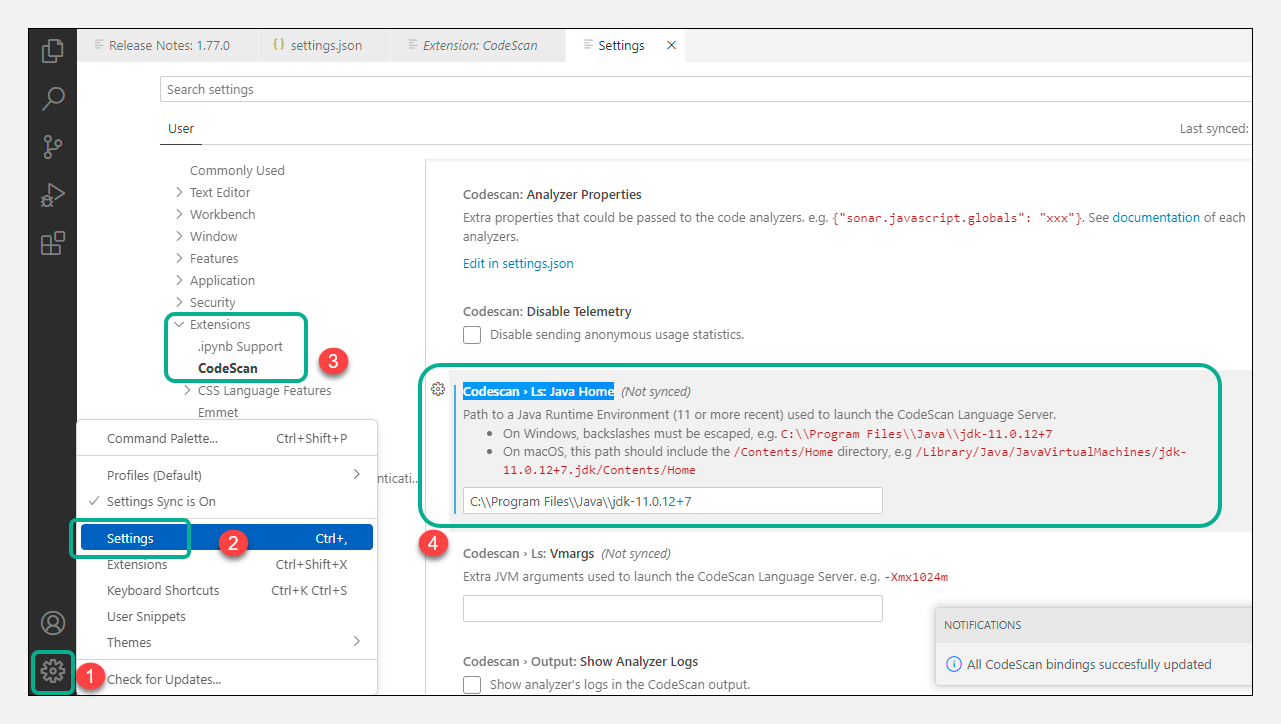 Release Notes: 1.77.0
{} settings.json
Extension: CodeScan
Settings
Search settings
User
Last synced:
Commonly Used
Text Editor
Workbench
Window
Features
Application
Security
Extensions
.ipynb Support
CodeScan
CSS Language Features
Emmet
3
Command Palette... Ctrl+Shift+P
Profiles (Default)
Settings Sync is On
Settings Ctrl+,
2
Extensions Ctrl+Shift+X
Keyboard Shortcuts Ctrl+K Ctrl+S
User Snippets
Themes
Check for Updates...
1
nticati..
Codescan: Analyzer Properties
Extra properties that could be passed to the code analyzers. e.g. {"sonar.javascript.globals": "xxx"}. See documentation of each
analyzers.
Edit in settings.json
Codescan: Disable Telemetry
Disable sending anonymous usage statistics.
Codescan › Ls: Java Home (Not synced)
Path to a Java Runtime Environment (11 or more recent) used to launch the CodeScan Language Server.
• On Windows, backslashes must be escaped, e.g. C:\\Program Files\\Java\\jdk-11.0.12+7
• On macOS, this path should include the /Contents/Home directory, e.g /Library/Java/JavaVirtualMachines/jdk-
11.0.12+7.jdk/Contents/Home
C:\\Program Files\\Java\\jdk-11.0.12+7
4
Codescan › Ls: Vmargs (Not synced)
Extra JVM arguments used to launch the CodeScan Language Server. e.g. -Xmx1024m
Codescan › Output: Show Analyzer Logs
Show analyzer's logs in the CodeScan output.
NOTIFICATIONS
All CodeScan bindings succesfully updated